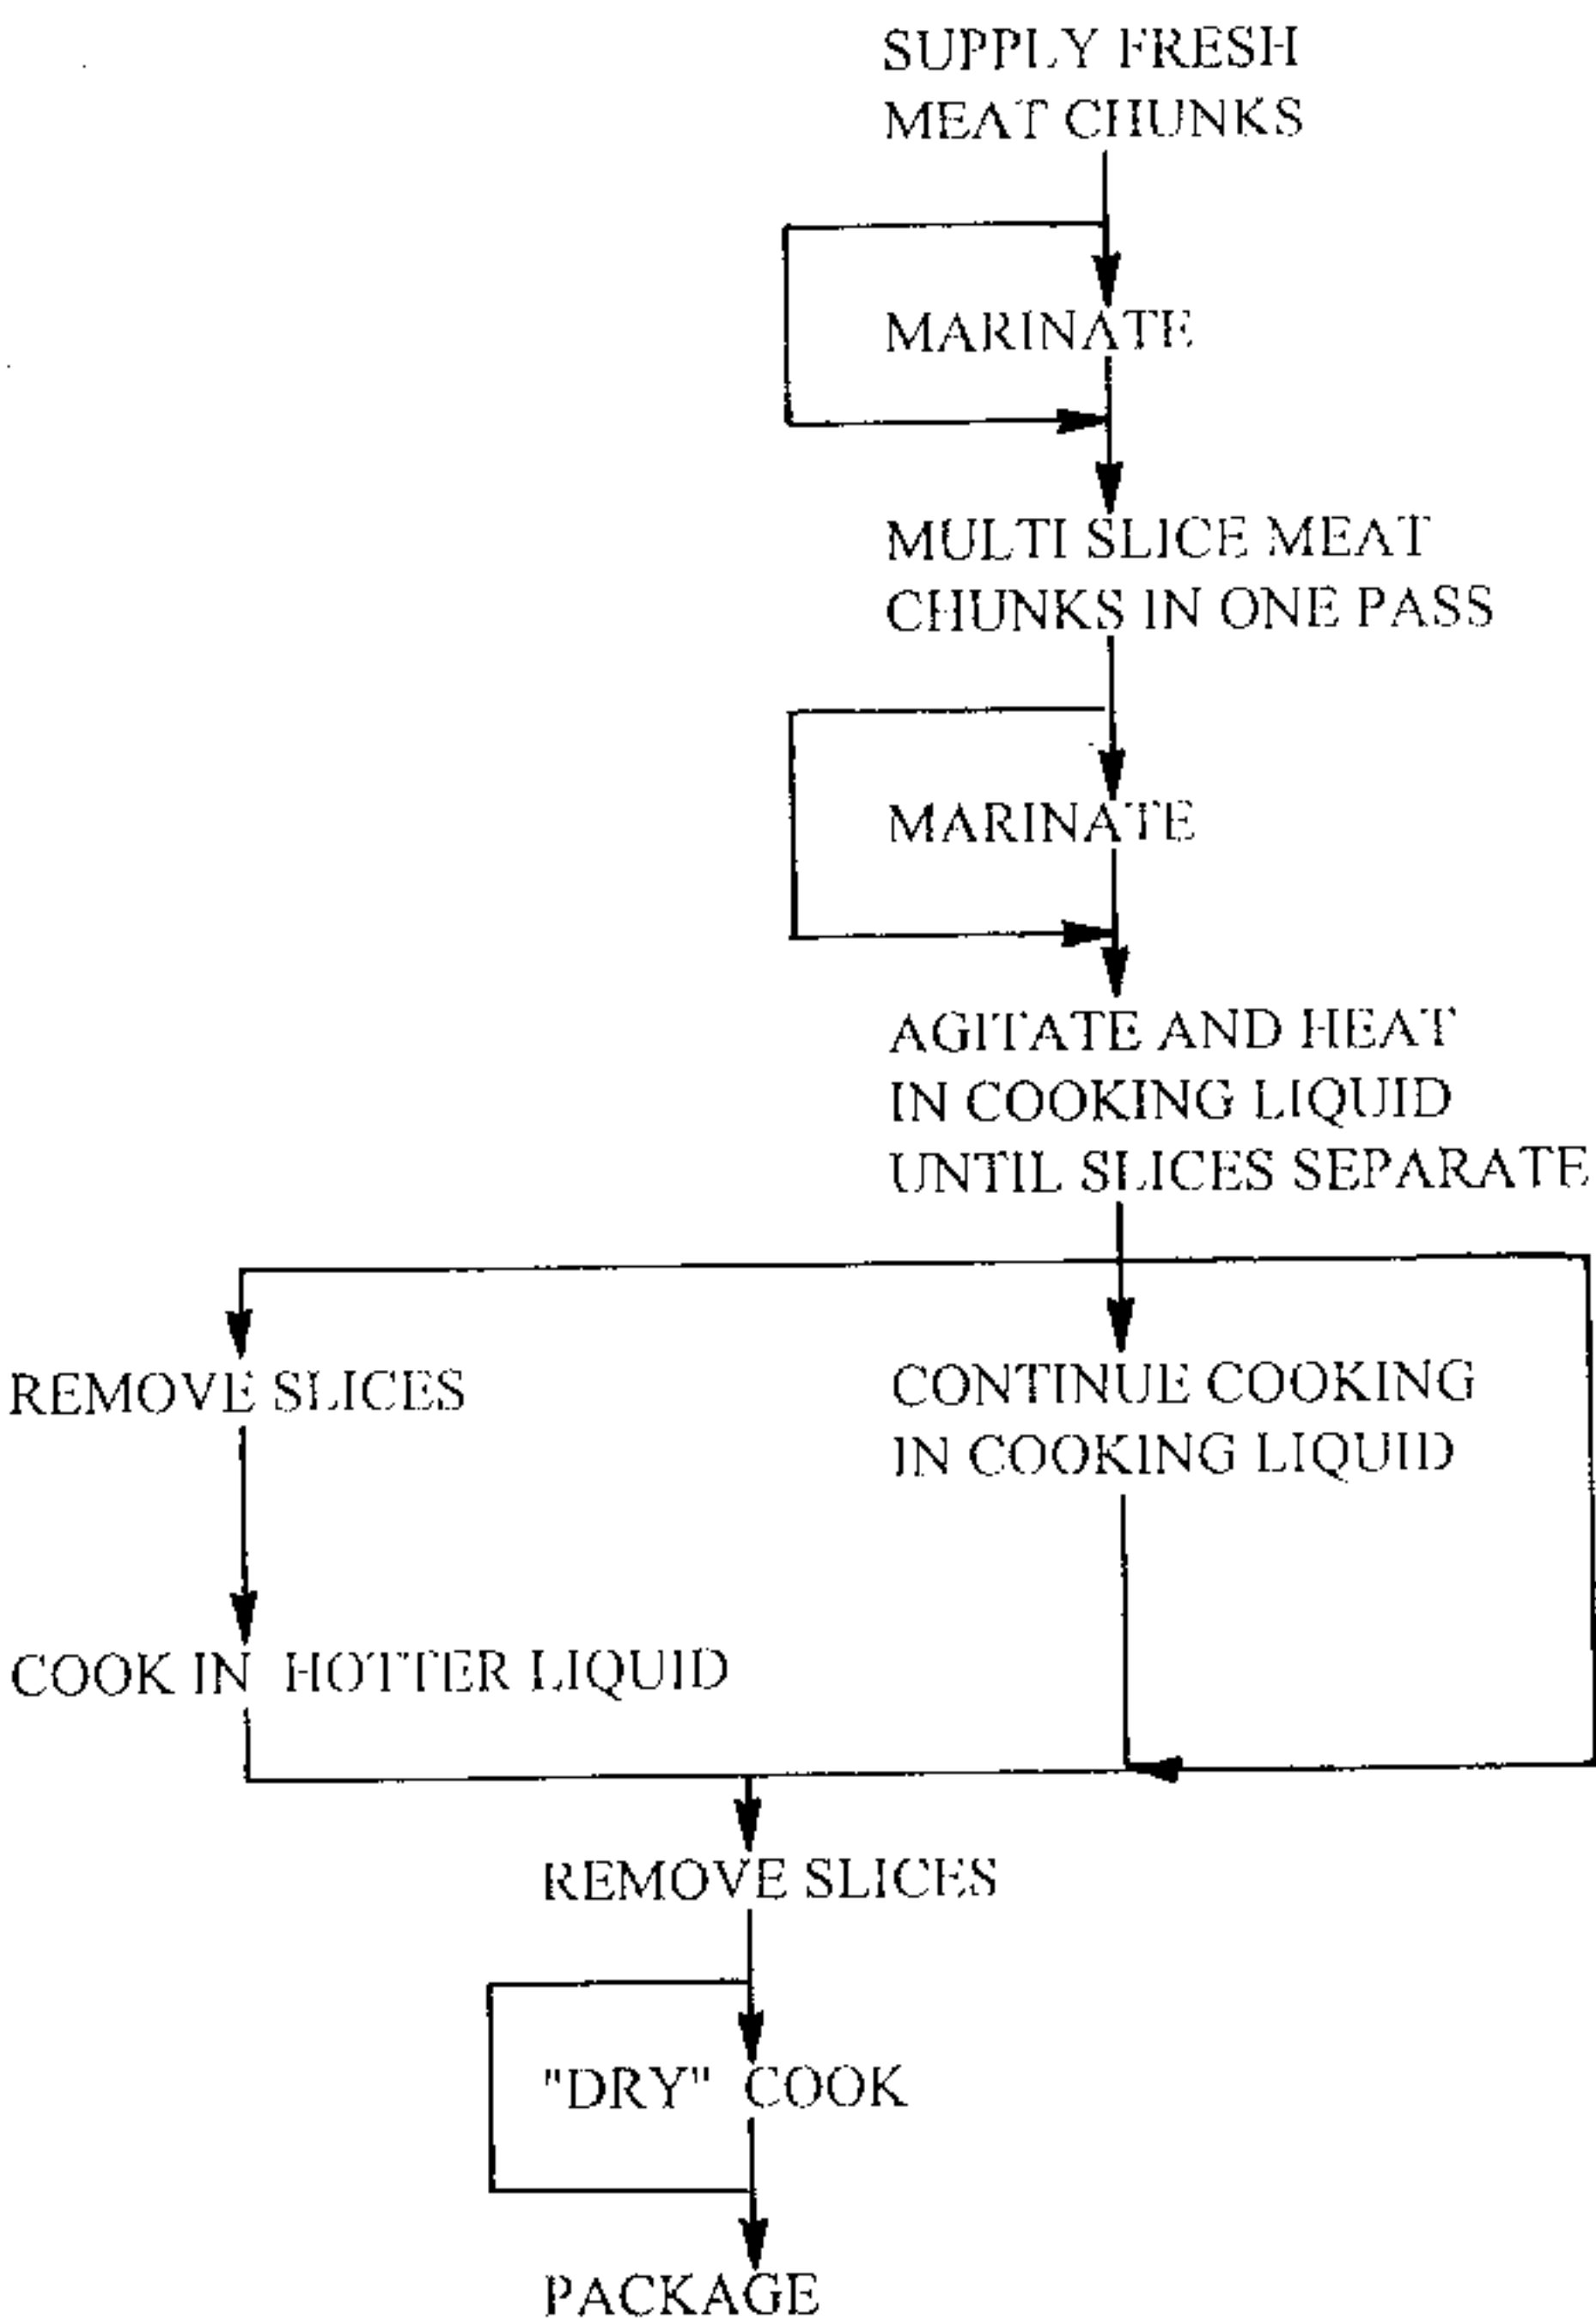 SUPPLY FRESH
MEAT CHUNKS
MARINATE
MULTI SLICE MEAT
CHUNKS IN ONE PASS
MARINATE
AGITATE AND HEAT
IN COOKING LIQUID
UNTIL SLICES SEPARATE
REMOVE SLICES
CONTINUE COOKING
IN COOKING LIQUID
COOK IN HOTTER LIQUID
REMOVE SLICES
"DRY" COOK
PACKAGE